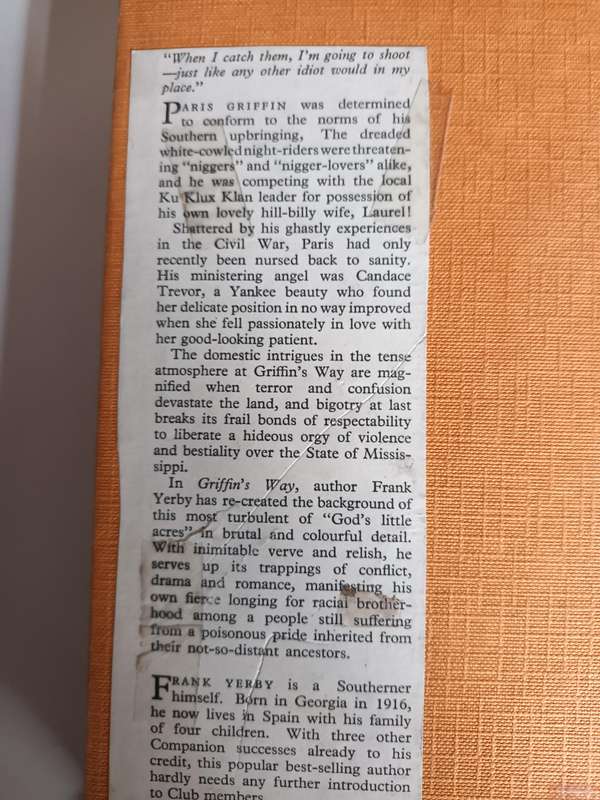 "When I catch them, I'm going to shoot
—just like any other idiot would in my
place."
PARIS GRIFFIN was determined
to conform to the norms of his
Southern upbringing, The dreaded
white-cowled night-riders were threaten-
ing "niggers" and "nigger-lovers" alike,
and he was competing with the local
Ku Klux Klan leader for possession of
his own lovely hill-billy wife, Laurel!
Shattered by his ghastly experiences
in the Civil War, Paris had only
recently been nursed back to sanity.
His ministering angel was Candace
Trevor, a Yankee beauty who found
her delicate position in no way improved
when she fell passionately in love with
her good-looking patient.
The domestic intrigues in the tense
atmosphere at Griffin's Way are mag-
nified when terror and confusion
devastate the land, and bigotry at last
breaks its frail bonds of respectability
to liberate a hideous orgy of violence
and bestiality over the State of Missis-
sippi.
In Griffin's Way, author Frank
Yerby has re-created the background of
this most turbulent of "God's little
acres" in brutal and colourful detail.
With inimitable verve and relish, he
serves up its trappings of conflict,
drama and romance, manifesting his
own fierce longing for racial brother-
hood among a people still suffering
from a poisonous pride inherited from
their not-so-distant ancestors.
FRANK YERBY is a Southerner
himself. Born in Georgia in 1916,
he now lives in Spain with his family
of four children. With three other
Companion successes already to his
credit, this popular best-selling author
hardly needs any further introduction
to Club members.